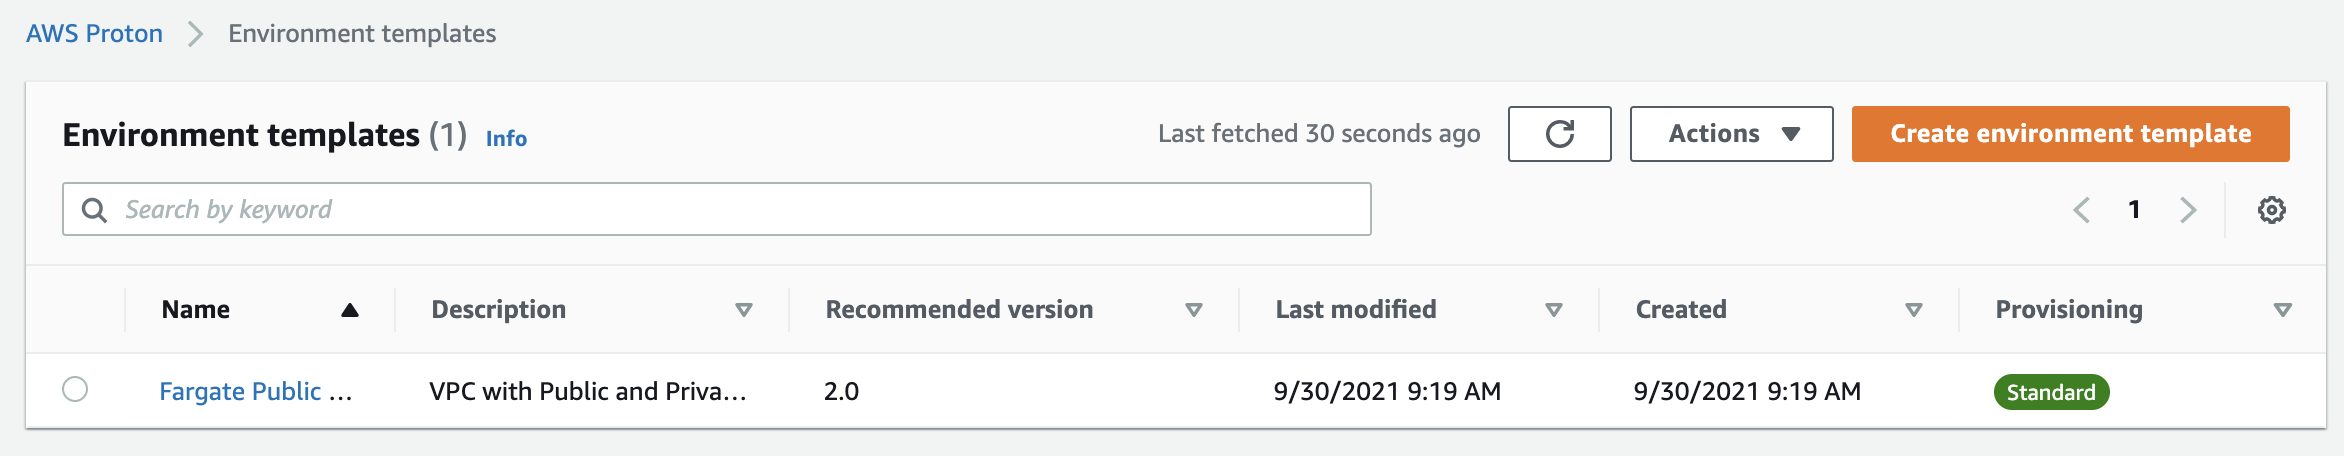 AWS Proton Environment templates
Environment templates (1) Info Last fetched 30 seconds ago Actions Create environment template
Search by keyword 1
Name Description Recommended version Last modified Created Provisioning
Fargate Public ... VPC with Public and Priva... 2.0 9/30/2021 9:19 AM 9/30/2021 9:19 AM Standard